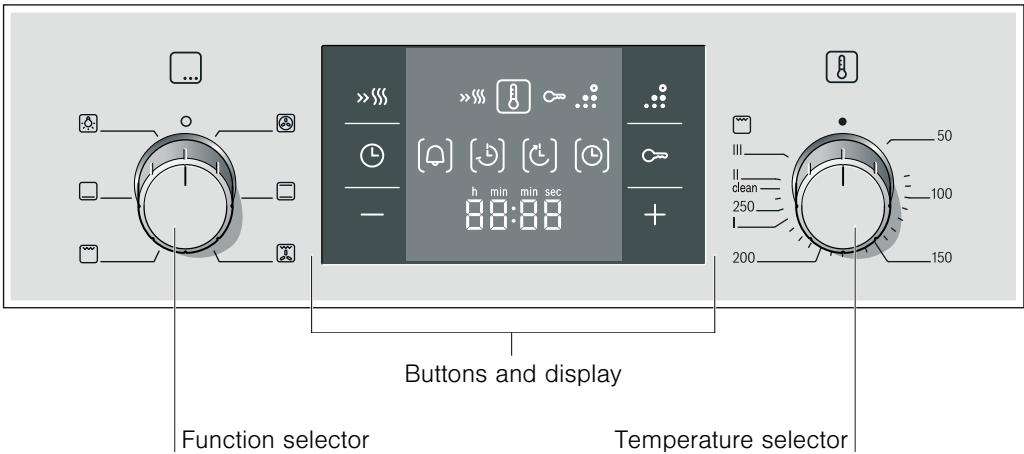 h min min sec
88:88
50
III
II
clean
100
250
I
200
150
Buttons and display
Function selector
Temperature selector